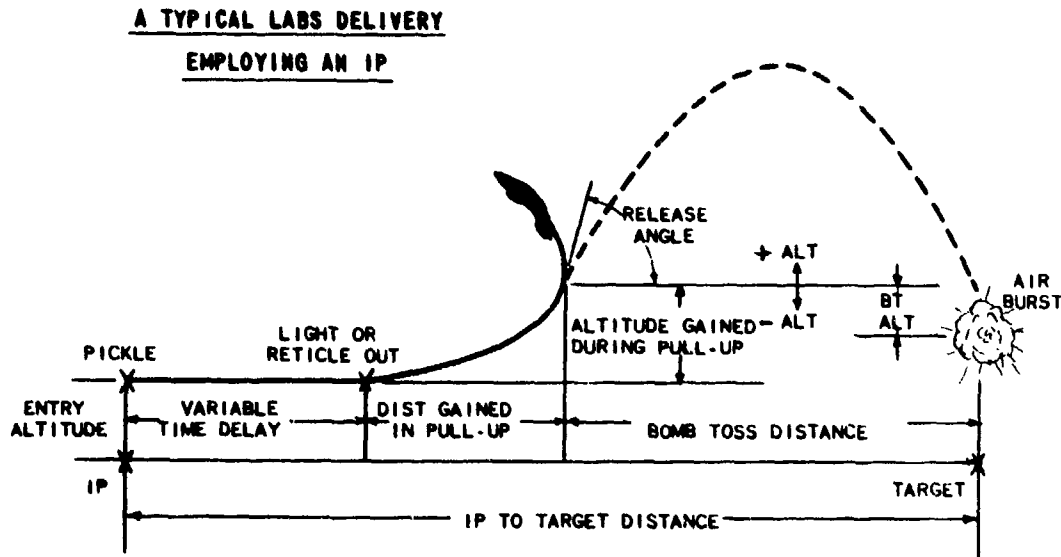 A TYPICAL LABS DELIVERY
EMPLOYING AN IP
RELEASE
ANGLE
+ ALT
- ALT
BT
ALT
AIR
BURST
LIGHT OR
RETICLE OUT
ALTITUDE GAINED
DURING PULL-UP
PICKLE
ENTRY
ALTITUDE
VARIABLE
TIME DELAY
DIST GAINED
IN PULL-UP
BOMB TOSS DISTANCE
IP
TARGET
IP TO TARGET DISTANCE